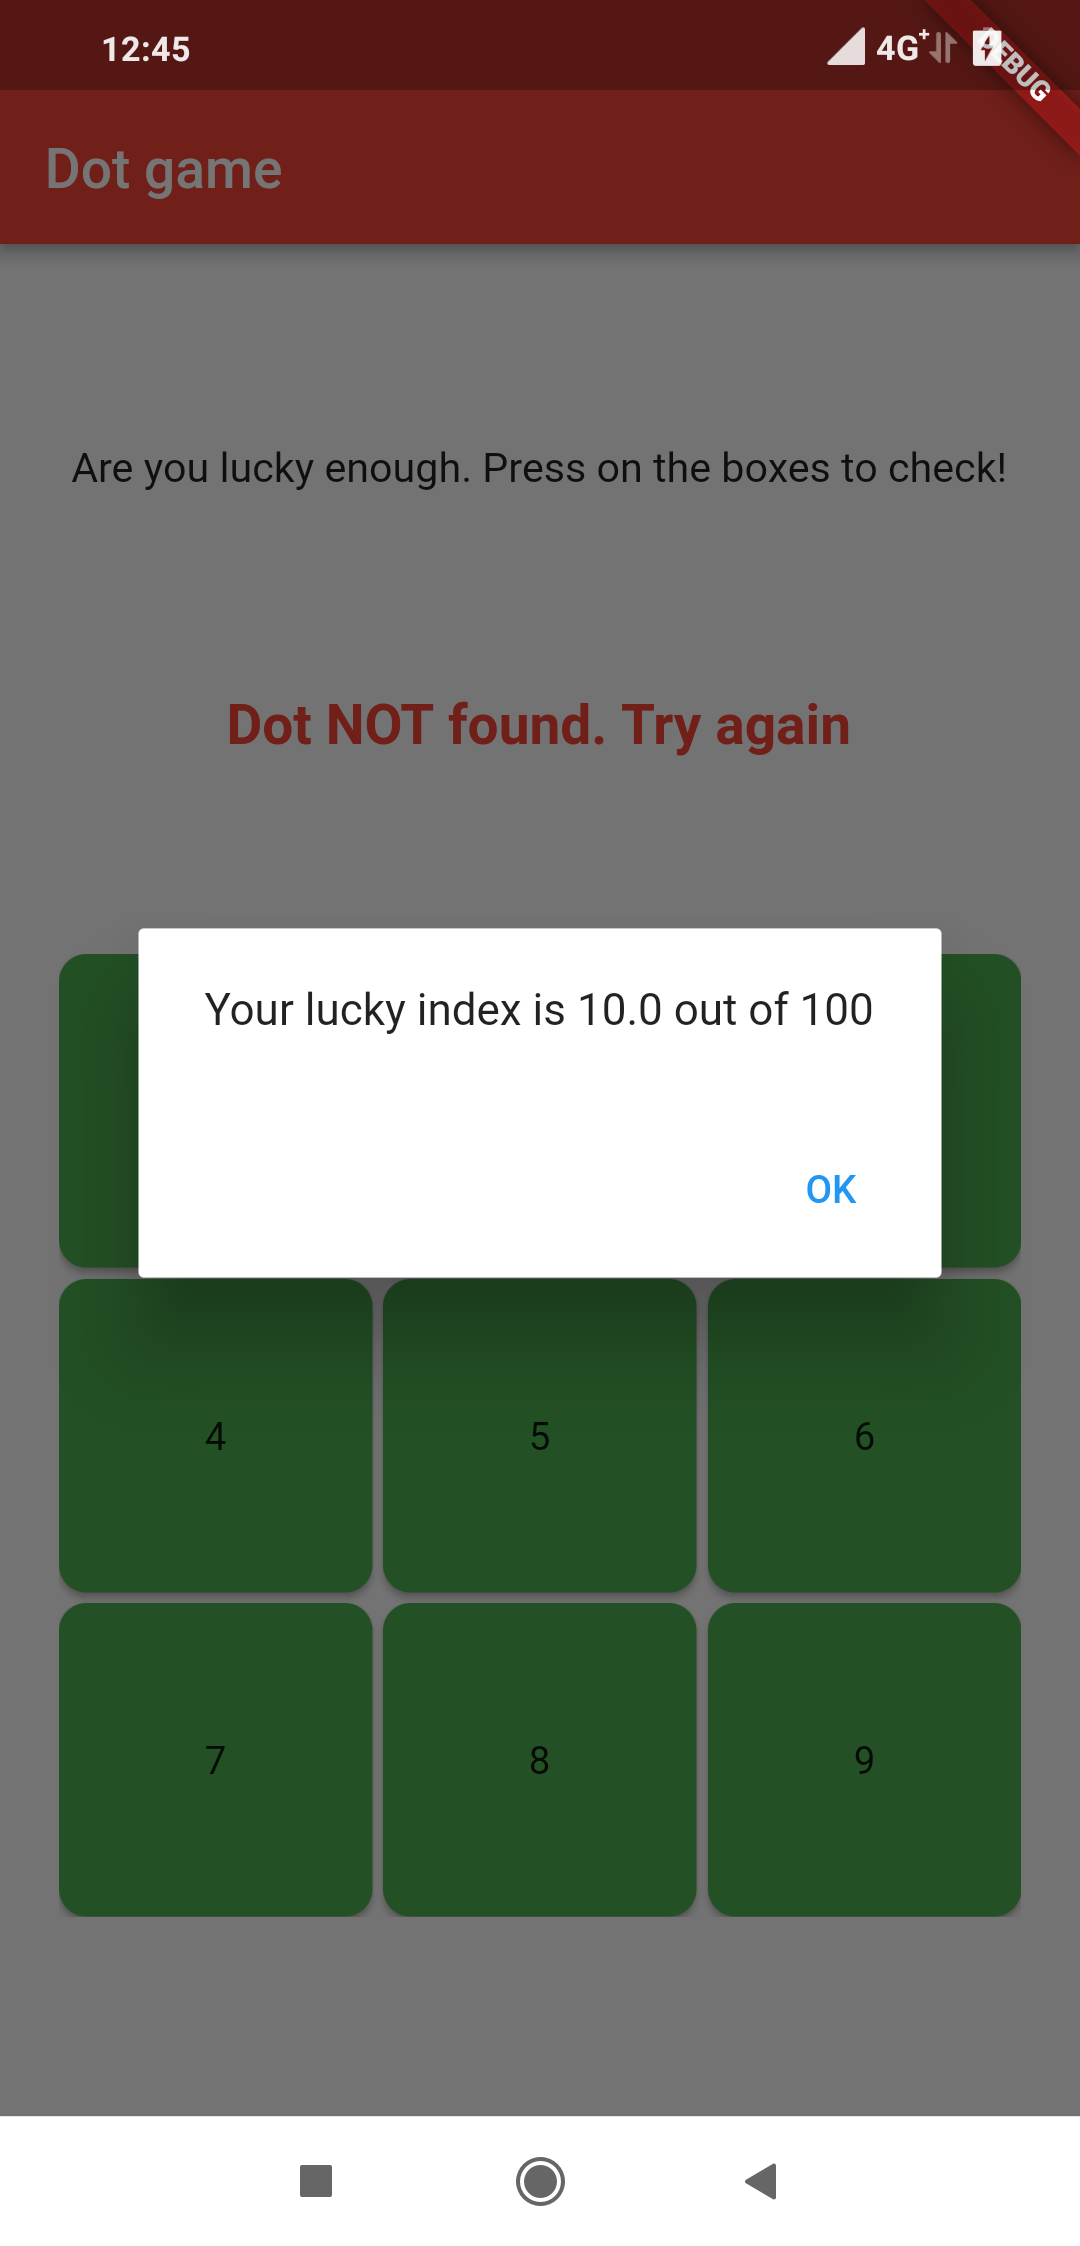 12:45
4G+
DEBUG
Dot game
Are you lucky enough. Press on the boxes to check!
Dot NOT found. Try again
Your lucky index is 10.0 out of 100
OK
4 5 6
7 8 9